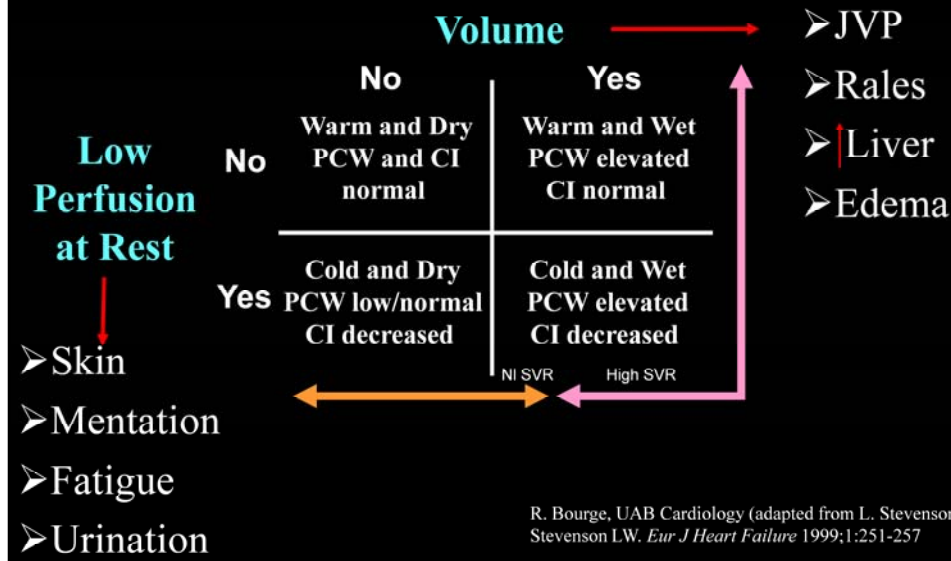 Volume
No
Yes
Low
Perfusion
at Rest
No
Warm and Dry
PCW and CI
normal
Warm and Wet
PCW elevated
CI normal
Yes
Cold and Dry
PCW low/normal
CI decreased
Cold and Wet
PCW elevated
CI decreased
NI SVR
High SVR
➢JVP
➢Rales
➢Liver
➢Edema
➢Skin
➢Mentation
➢Fatigue
➢Urination
R. Bourge, UAB Cardiology (adapted from L. Stevenson
Stevenson LW. Eur J Heart Failure 1999;1:251-257